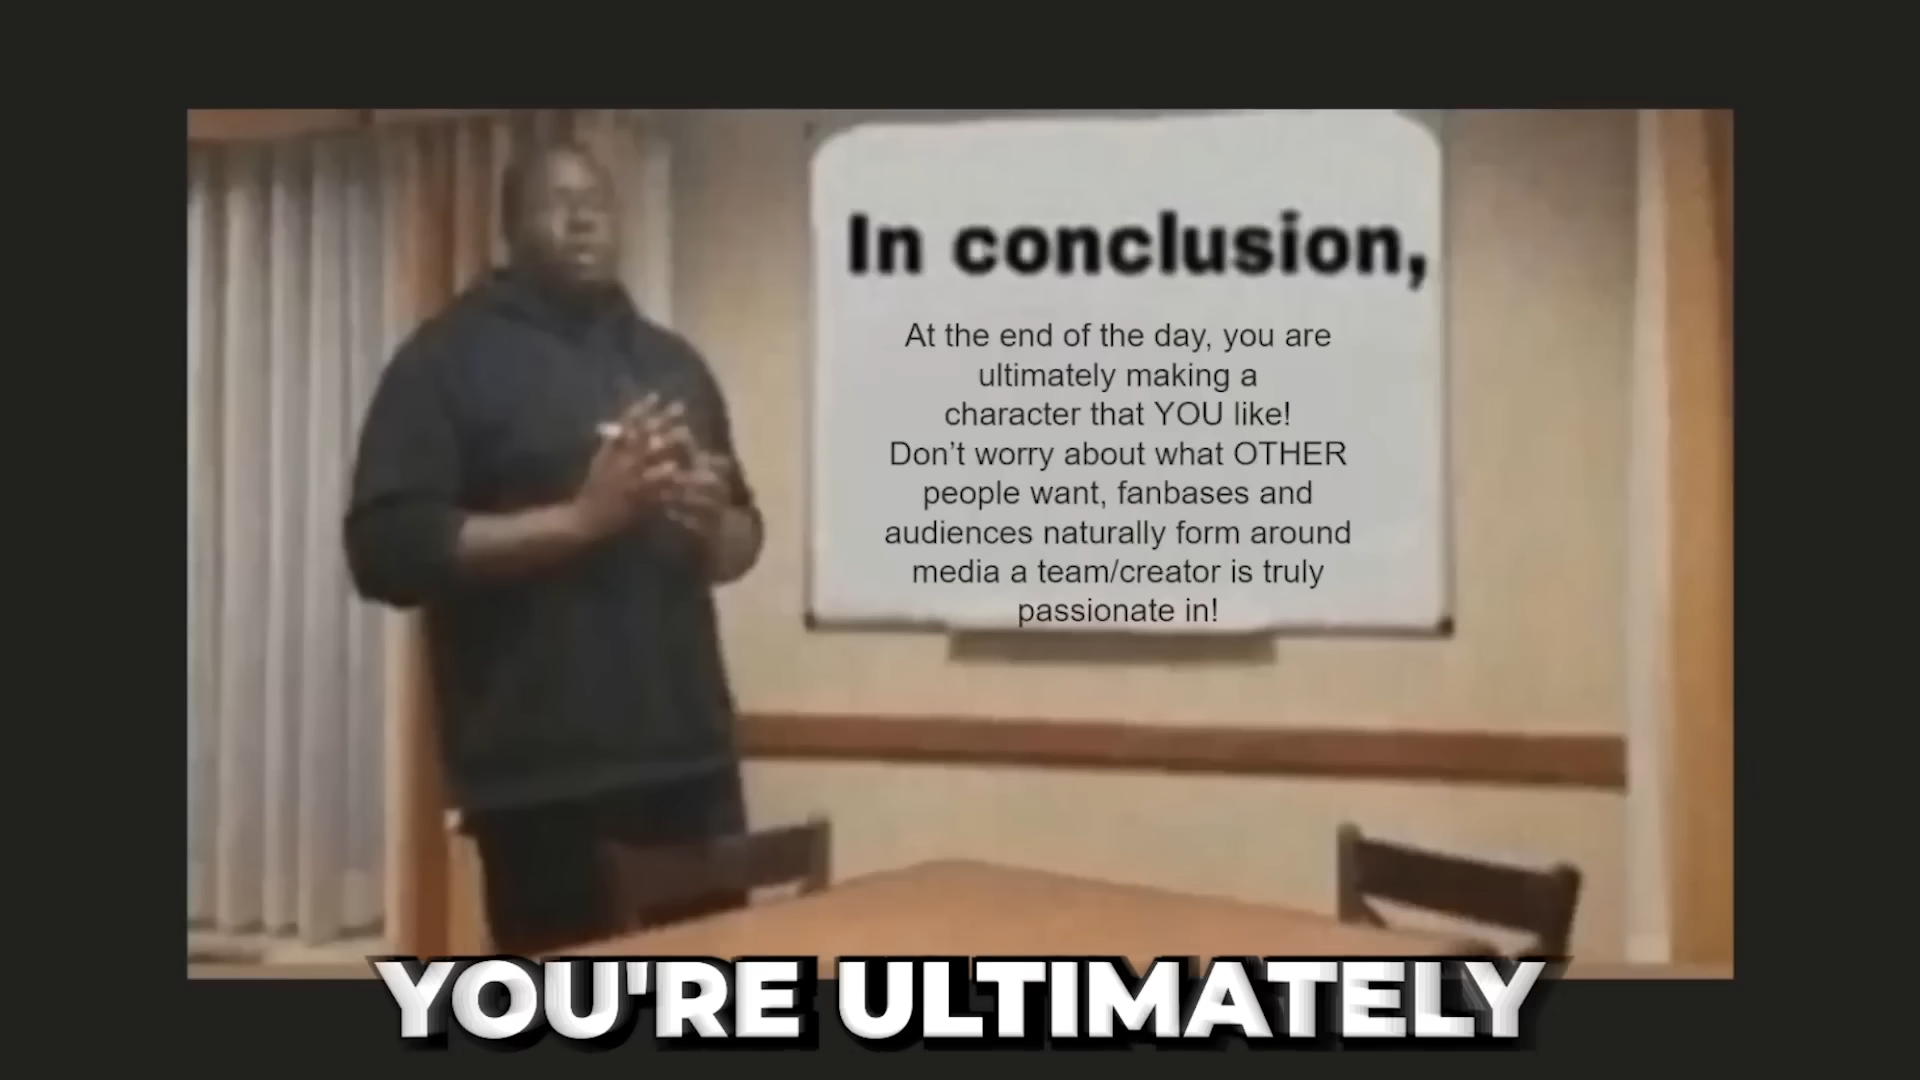 In conclusion,
At the end of the day, you are
ultimately making a
character that YOU like!
Don't worry about what OTHER
people want, fanbases and
audiences naturally form around
media a team/creator is truly
passionate in!
YOU'RE ULTIMATELY